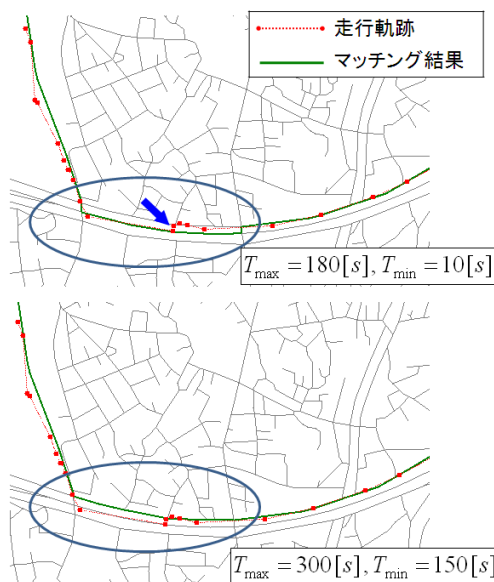 走行軌跡
マッチング結果
T_max = 180[s], T_min = 10[s]
T_max = 300[s], T_min = 150[s]